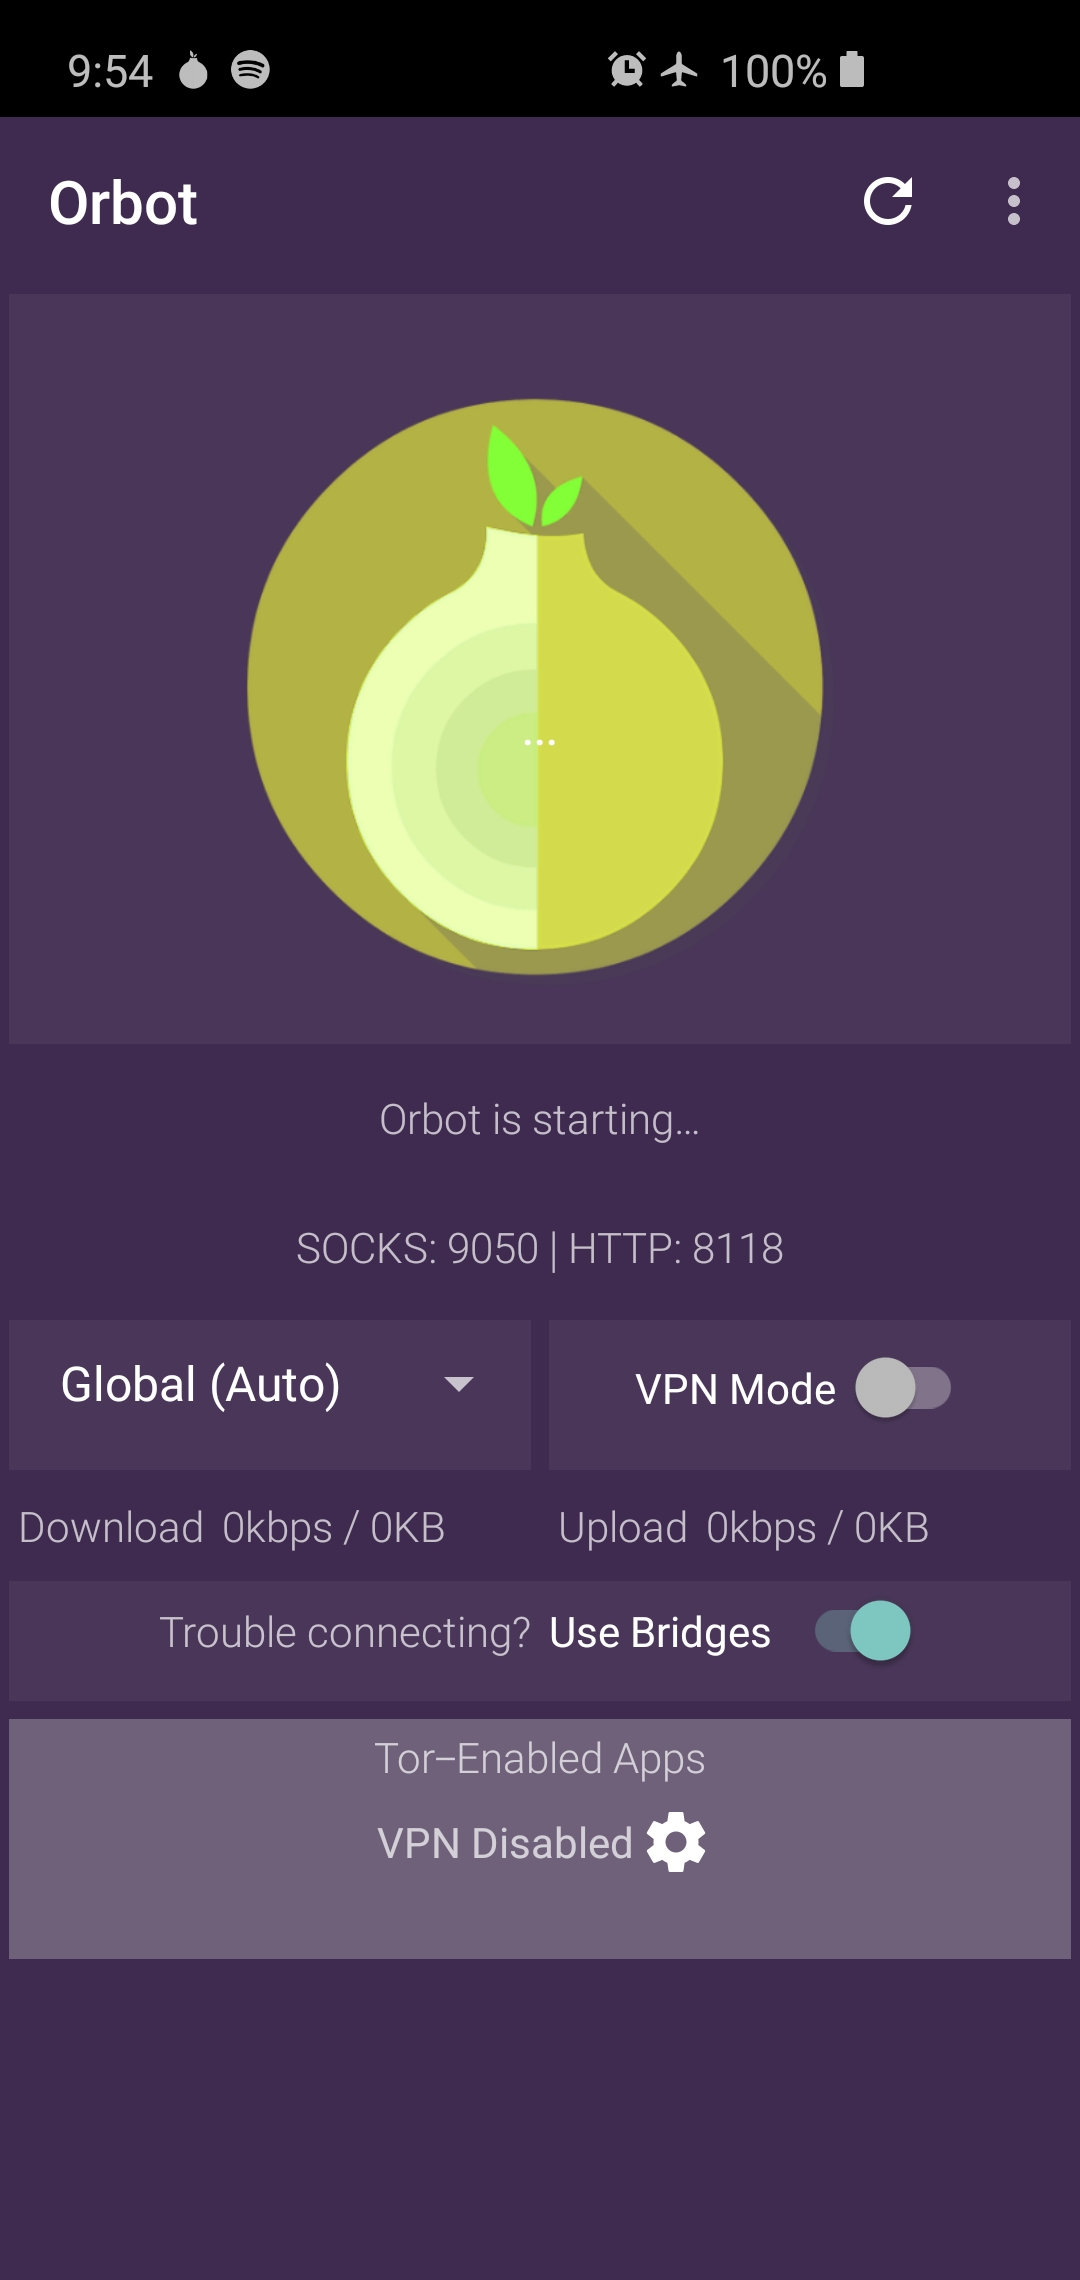 9:54 100%
Orbot
...
Orbot is starting…
SOCKS: 9050 | HTTP: 8118
Global (Auto) VPN Mode
Download 0kbps / 0KB Upload 0kbps / 0KB
Trouble connecting? Use Bridges
Tor-Enabled Apps
VPN Disabled